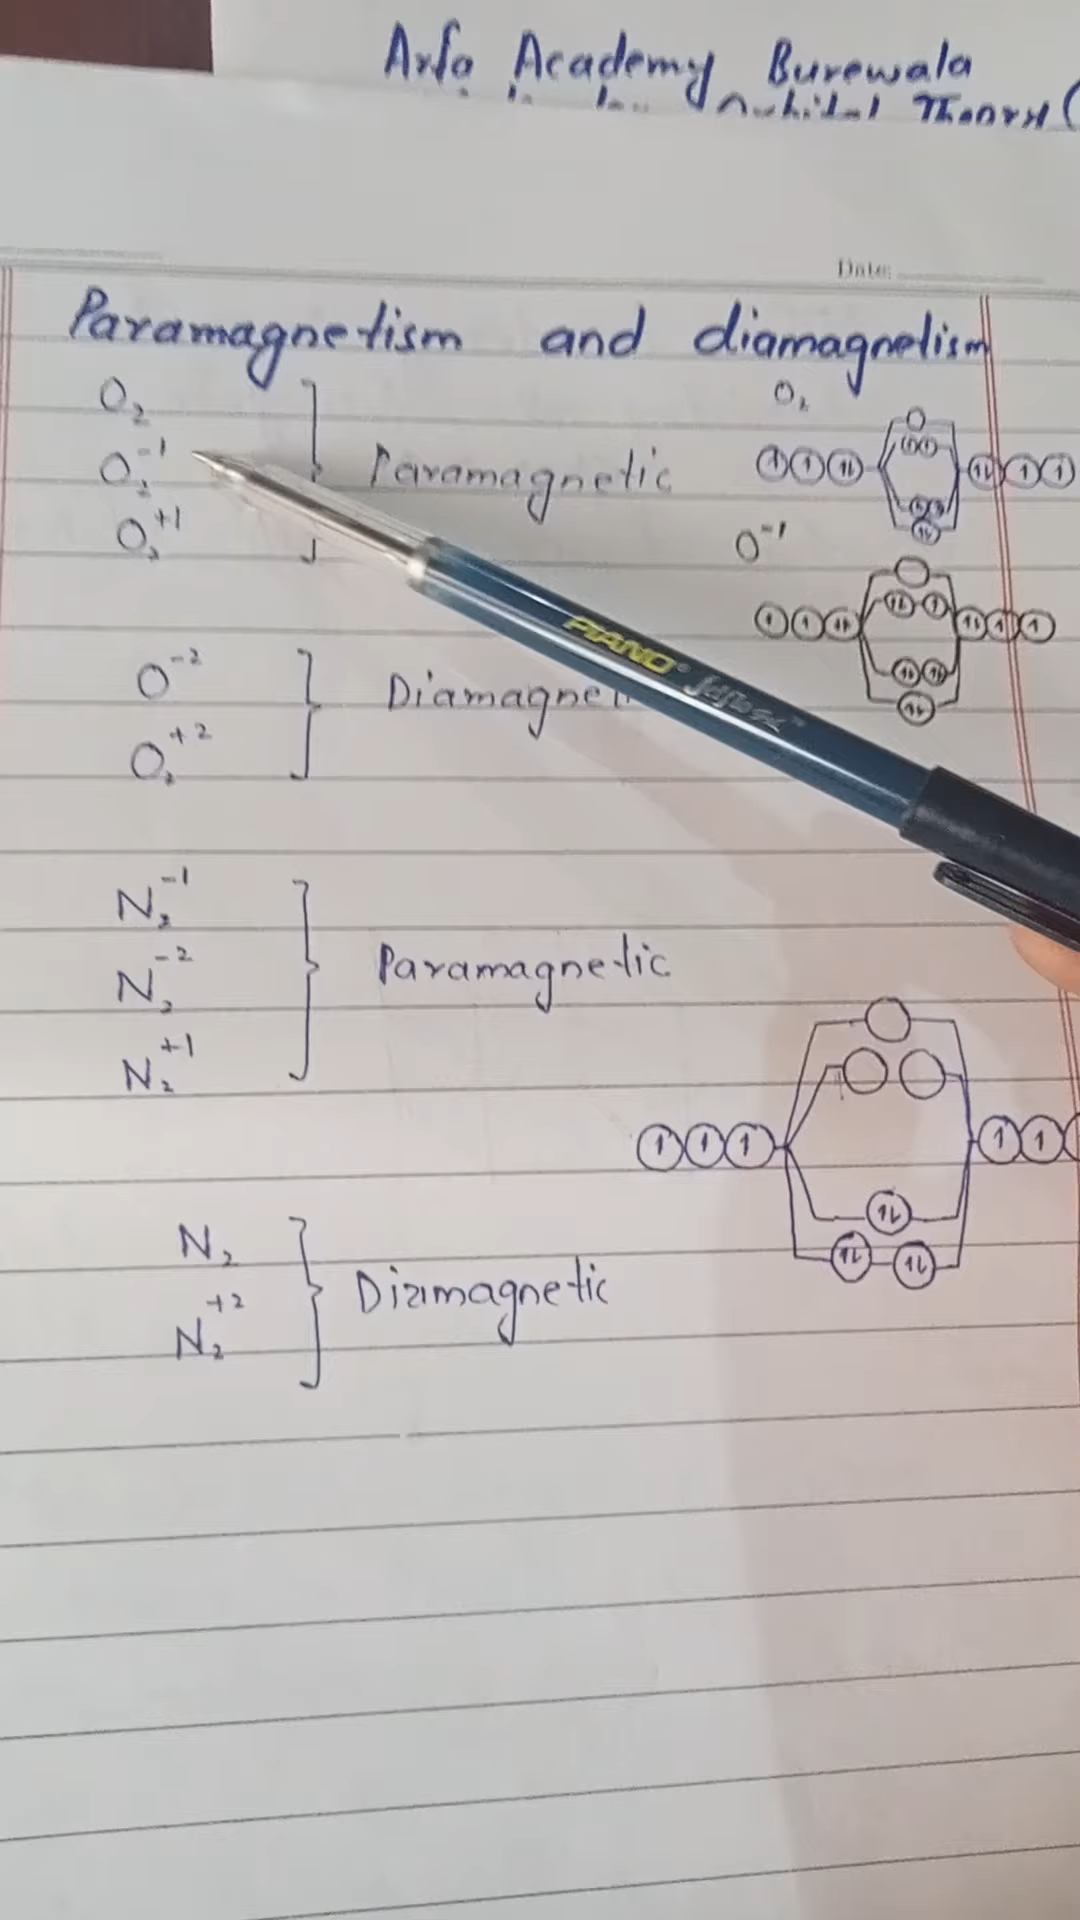 Arfa Academy Burewala
Theory (
Date:
Paramagnetism and diamagnetism
O₂
O₂⁻¹
O₂⁺¹
Paramagnetic
O₂
O⁻¹
PIANO
O⁻²
O₂⁺²
Diamagne
N₂⁻¹
N₂⁻²
N₂⁺¹
Paramagnetic
N₂
N₂⁺²
Diamagnetic